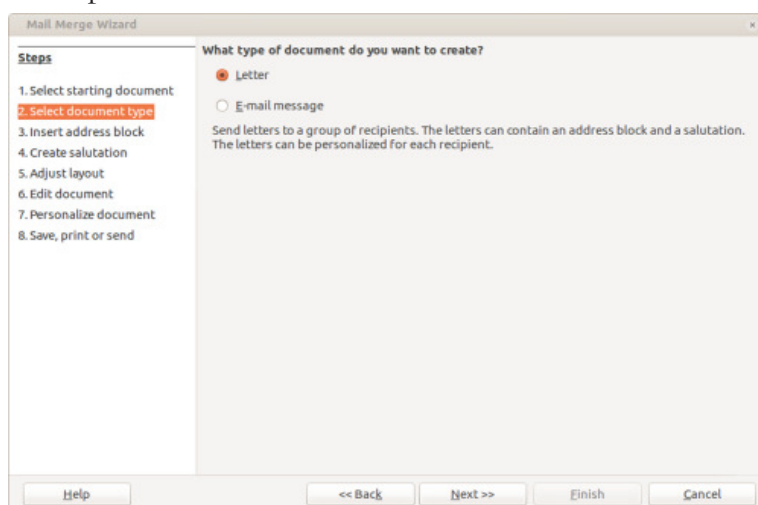 Mail Merge Wizard
Steps
1. Select starting document
2. Select document type
3. Insert address block
4. Create salutation
5. Adjust layout
6. Edit document
7. Personalize document
8. Save, print or send
What type of document do you want to create?
Letter
E-mail message
Send letters to a group of recipients. The letters can contain an address block and a salutation.
The letters can be personalized for each recipient.
Help
<< Back
Next >>
Finish
Cancel